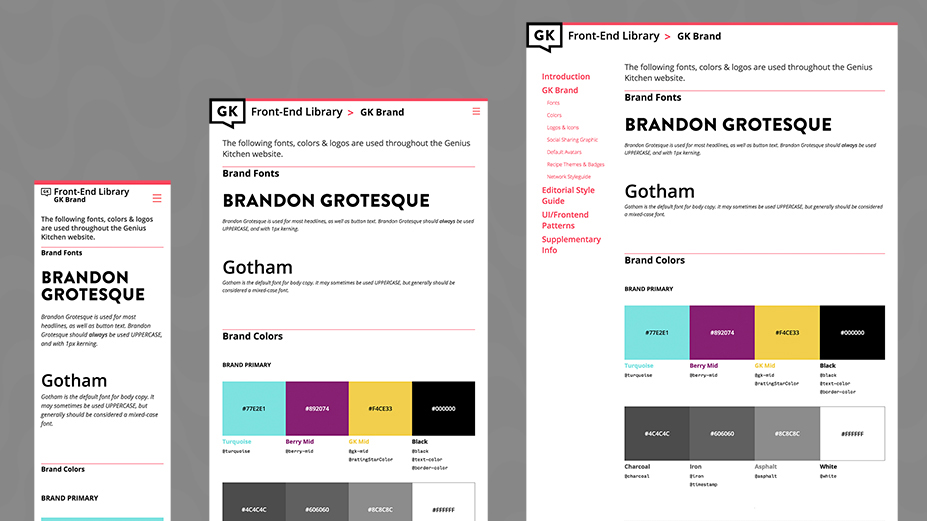 GK
Front-End Library
GK Brand
The following fonts, colors & logos
are used throughout the Genius
Kitchen website.
Brand Fonts
BRANDON
GROTESQUE
Brandon Grotesque is used for most
headlines, as well as button text. Brandon
Grotesque should always be used UPPERCASE,
and with 1px kerning.
Gotham
Gotham is the default font for body copy. It
may sometimes be used UPPERCASE, but
generally should be considered a mixed-case
font.
Brand Colors
BRAND PRIMARY
GK
Front-End Library > GK Brand
The following fonts, colors & logos are used throughout the Genius
Kitchen website.
Brand Fonts
BRANDON GROTESQUE
Brandon Grotesque is used for most headlines, as well as button text. Brandon Grotesque should always be used
UPPERCASE, and with 1px kerning.
Gotham
Gotham is the default font for body copy. It may sometimes be used UPPERCASE, but generally should be
considered a mixed-case font.
Brand Colors
BRAND PRIMARY
#77E2E1 #892074 #F4CE33 #000000
Turquoise Berry Mid GK Mid Black
@turquoise @berry-mid @gk-mid @black
@ratingStarColor @text-color
@border-color
#4C4C4C #606060 #8C8C8C #FFFFFF
GK
Front-End Library > GK Brand
Introduction
GK Brand
Fonts
Colors
Logos & Icons
Social Sharing Graphic
Default Avatars
Recipe Themes & Badges
Network Styleguide
Editorial Style
Guide
UI/Frontend
Patterns
Supplementary
Info
The following fonts, colors & logos are used throughout the Genius
Kitchen website.
Brand Fonts
BRANDON GROTESQUE
Brandon Grotesque is used for most headlines, as well as button text. Brandon Grotesque should always be used
UPPERCASE, and with 1px kerning.
Gotham
Gotham is the default font for body copy. It may sometimes be used UPPERCASE, but generally should be considered
a mixed-case font.
Brand Colors
BRAND PRIMARY
#77E2E1 #892074 #F4CE33 #000000
Turquoise Berry Mid GK Mid Black
@turquoise @berry-mid @gk-mid @black
@ratingStarColor @text-color
@border-color
#4C4C4C #606060 #8C8C8C #FFFFFF
Charcoal Iron Asphalt White
@charcoal @iron @asphalt @white
@timestamp